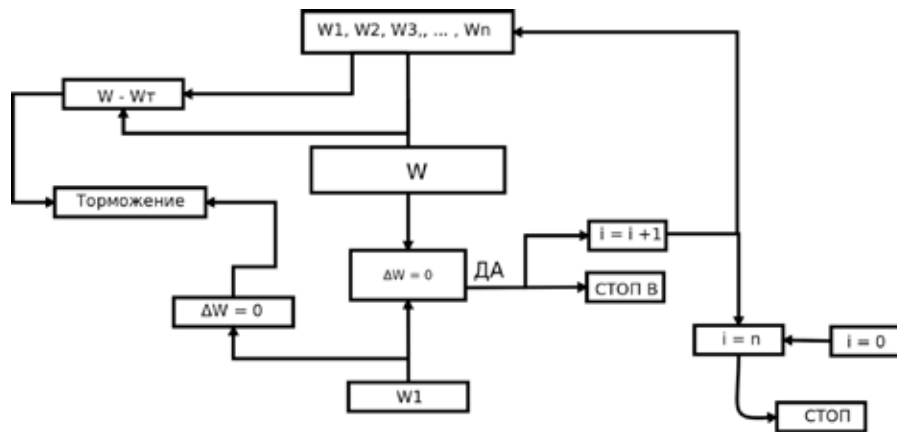 W1, W2, W3,, ... , Wn
W - Wт
W
Торможение
i = i +1
ΔW = 0
ДА
СТОП В
ΔW = 0
i = n
i = 0
W1
СТОП